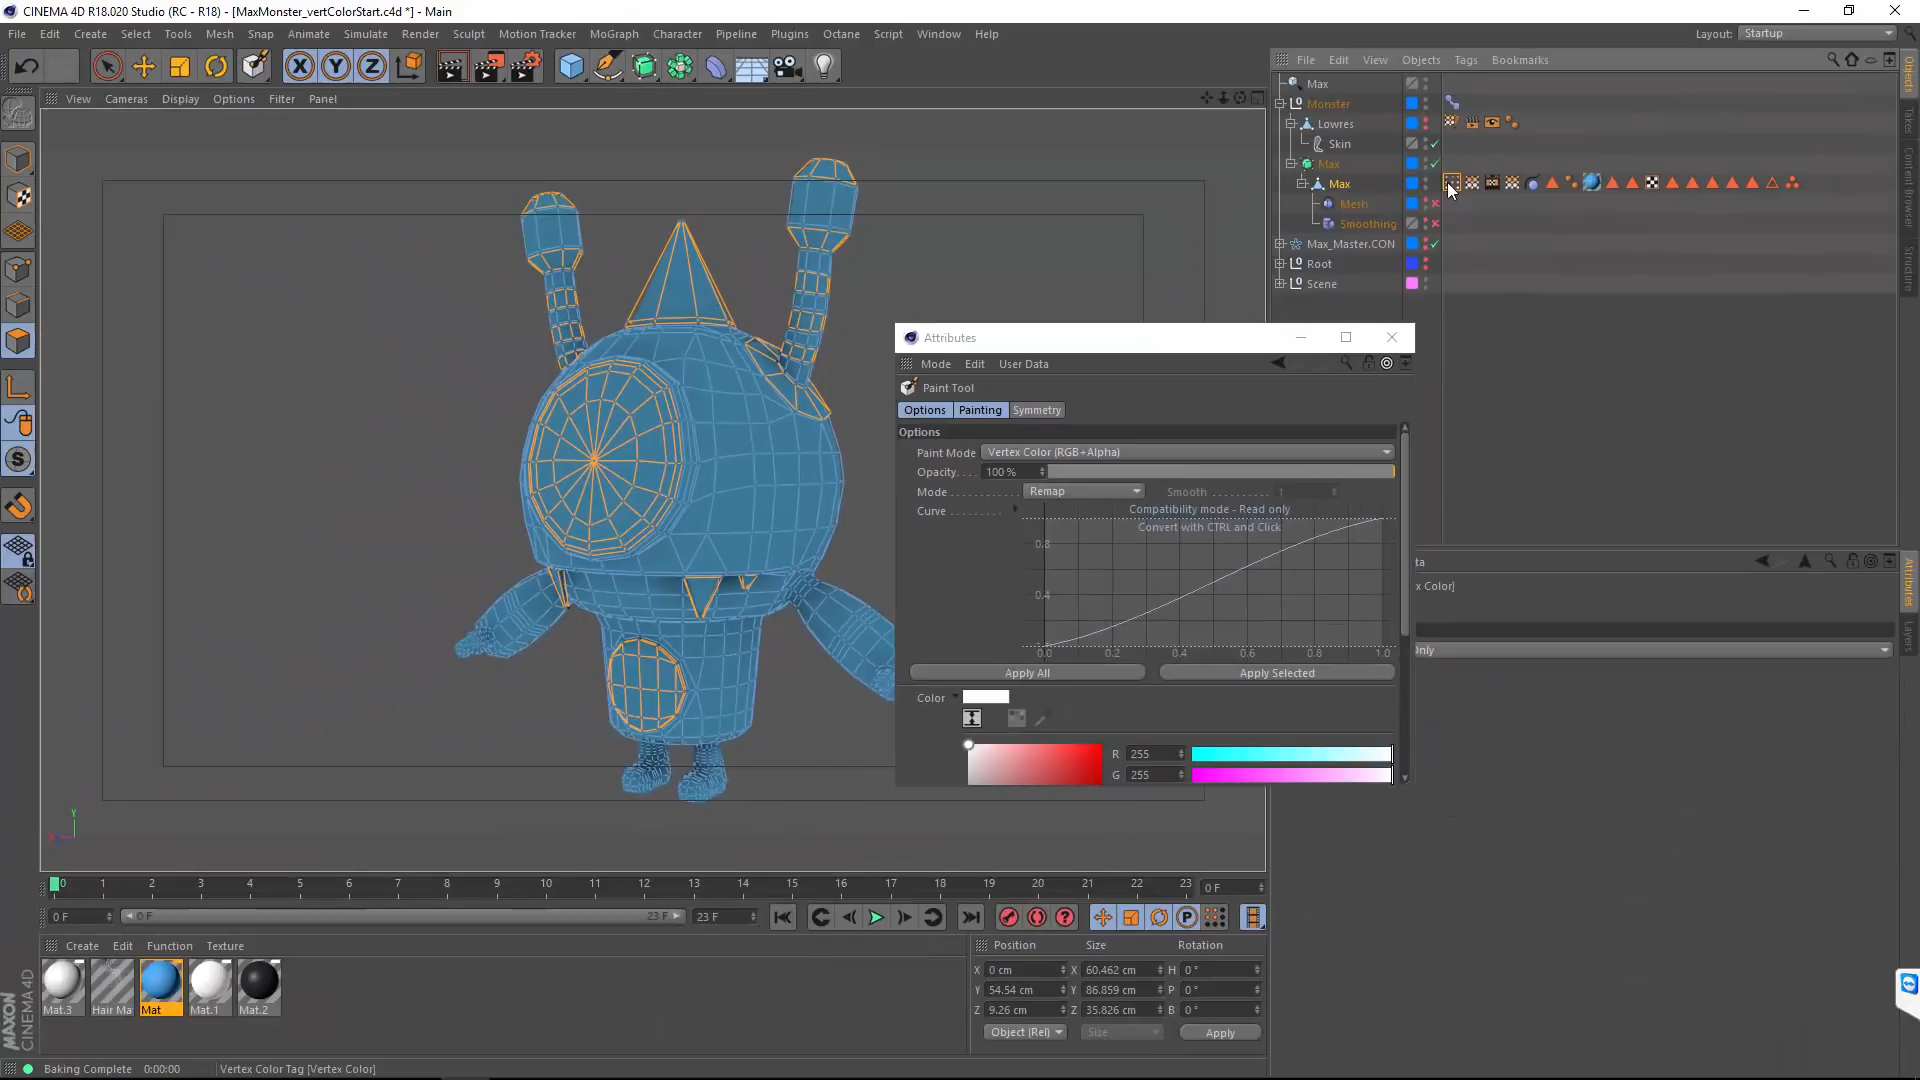 CINEMA 4D R18.020 Studio (RC - R18) - [MaxMonster_vertColorStart.c4d *] - Main
File Edit Create Select Tools Mesh Snap Animate Simulate Render Sculpt Motion Tracker MoGraph Character Pipeline Plugins Octane Script Window Help
Layout: Startup
File Edit View Objects Tags Bookmarks
View Cameras Display Options Filter Panel
Max
Monster
Lowres
Skin
Max
Max
Mesh
Smoothing
Max_Master.CON
Root
Scene
Objects
Takes
Content Browser
Structure
Attributes
Layers
Attributes
Mode Edit User Data
Paint Tool
Options Painting Symmetry
Options
Paint Mode Vertex Color (RGB+Alpha)
Opacity 100 %
Mode Remap Smooth 1
Curve
Compatibility mode - Read only
Convert with CTRL and Click
0.8
0.4
0.0 0.2 0.4 0.6 0.8 1.0
Apply All Apply Selected
Color
R 255
G 255
ta
x Color]
Only
Y
X
0 1 2 3 4 5 6 7 8 9 10 11 12 13 14 15 16 17 18 19 20 21 22 23 0 F
0 F 0 F 23 F 23 F
Create Edit Function Texture
Mat.3 Hair Ma Mat Mat.1 Mat.2
Position Size Rotation
X 0 cm X 60.462 cm H 0 °
Y 54.54 cm Y 86.859 cm P 0 °
Z 9.26 cm Z 35.826 cm B 0 °
Object (Rel) Size Apply
MAXON
CINEMA 4D
Baking Complete 0:00:00 Vertex Color Tag [Vertex Color]